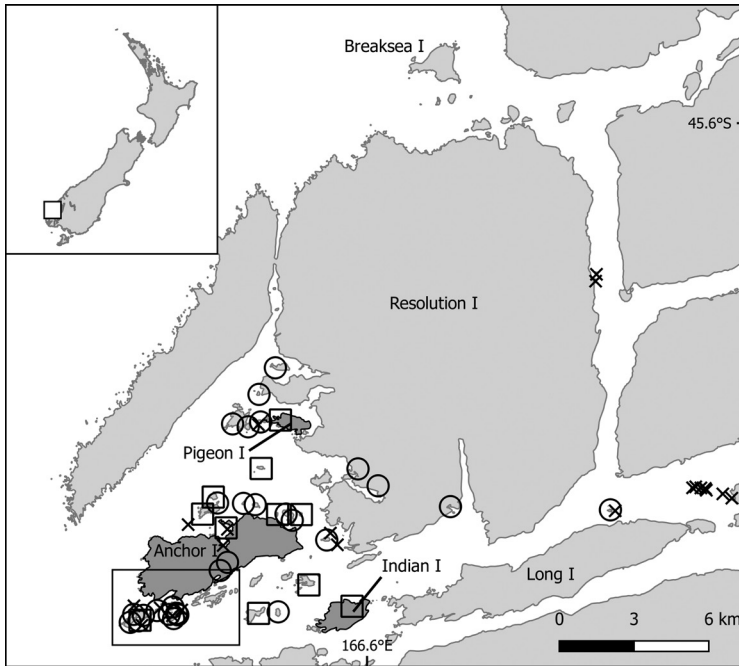 Breaksea I
45.6°S
Resolution I
Pigeon I
Anchor I
Indian I
Long I
0 3 6 km
166.6°E